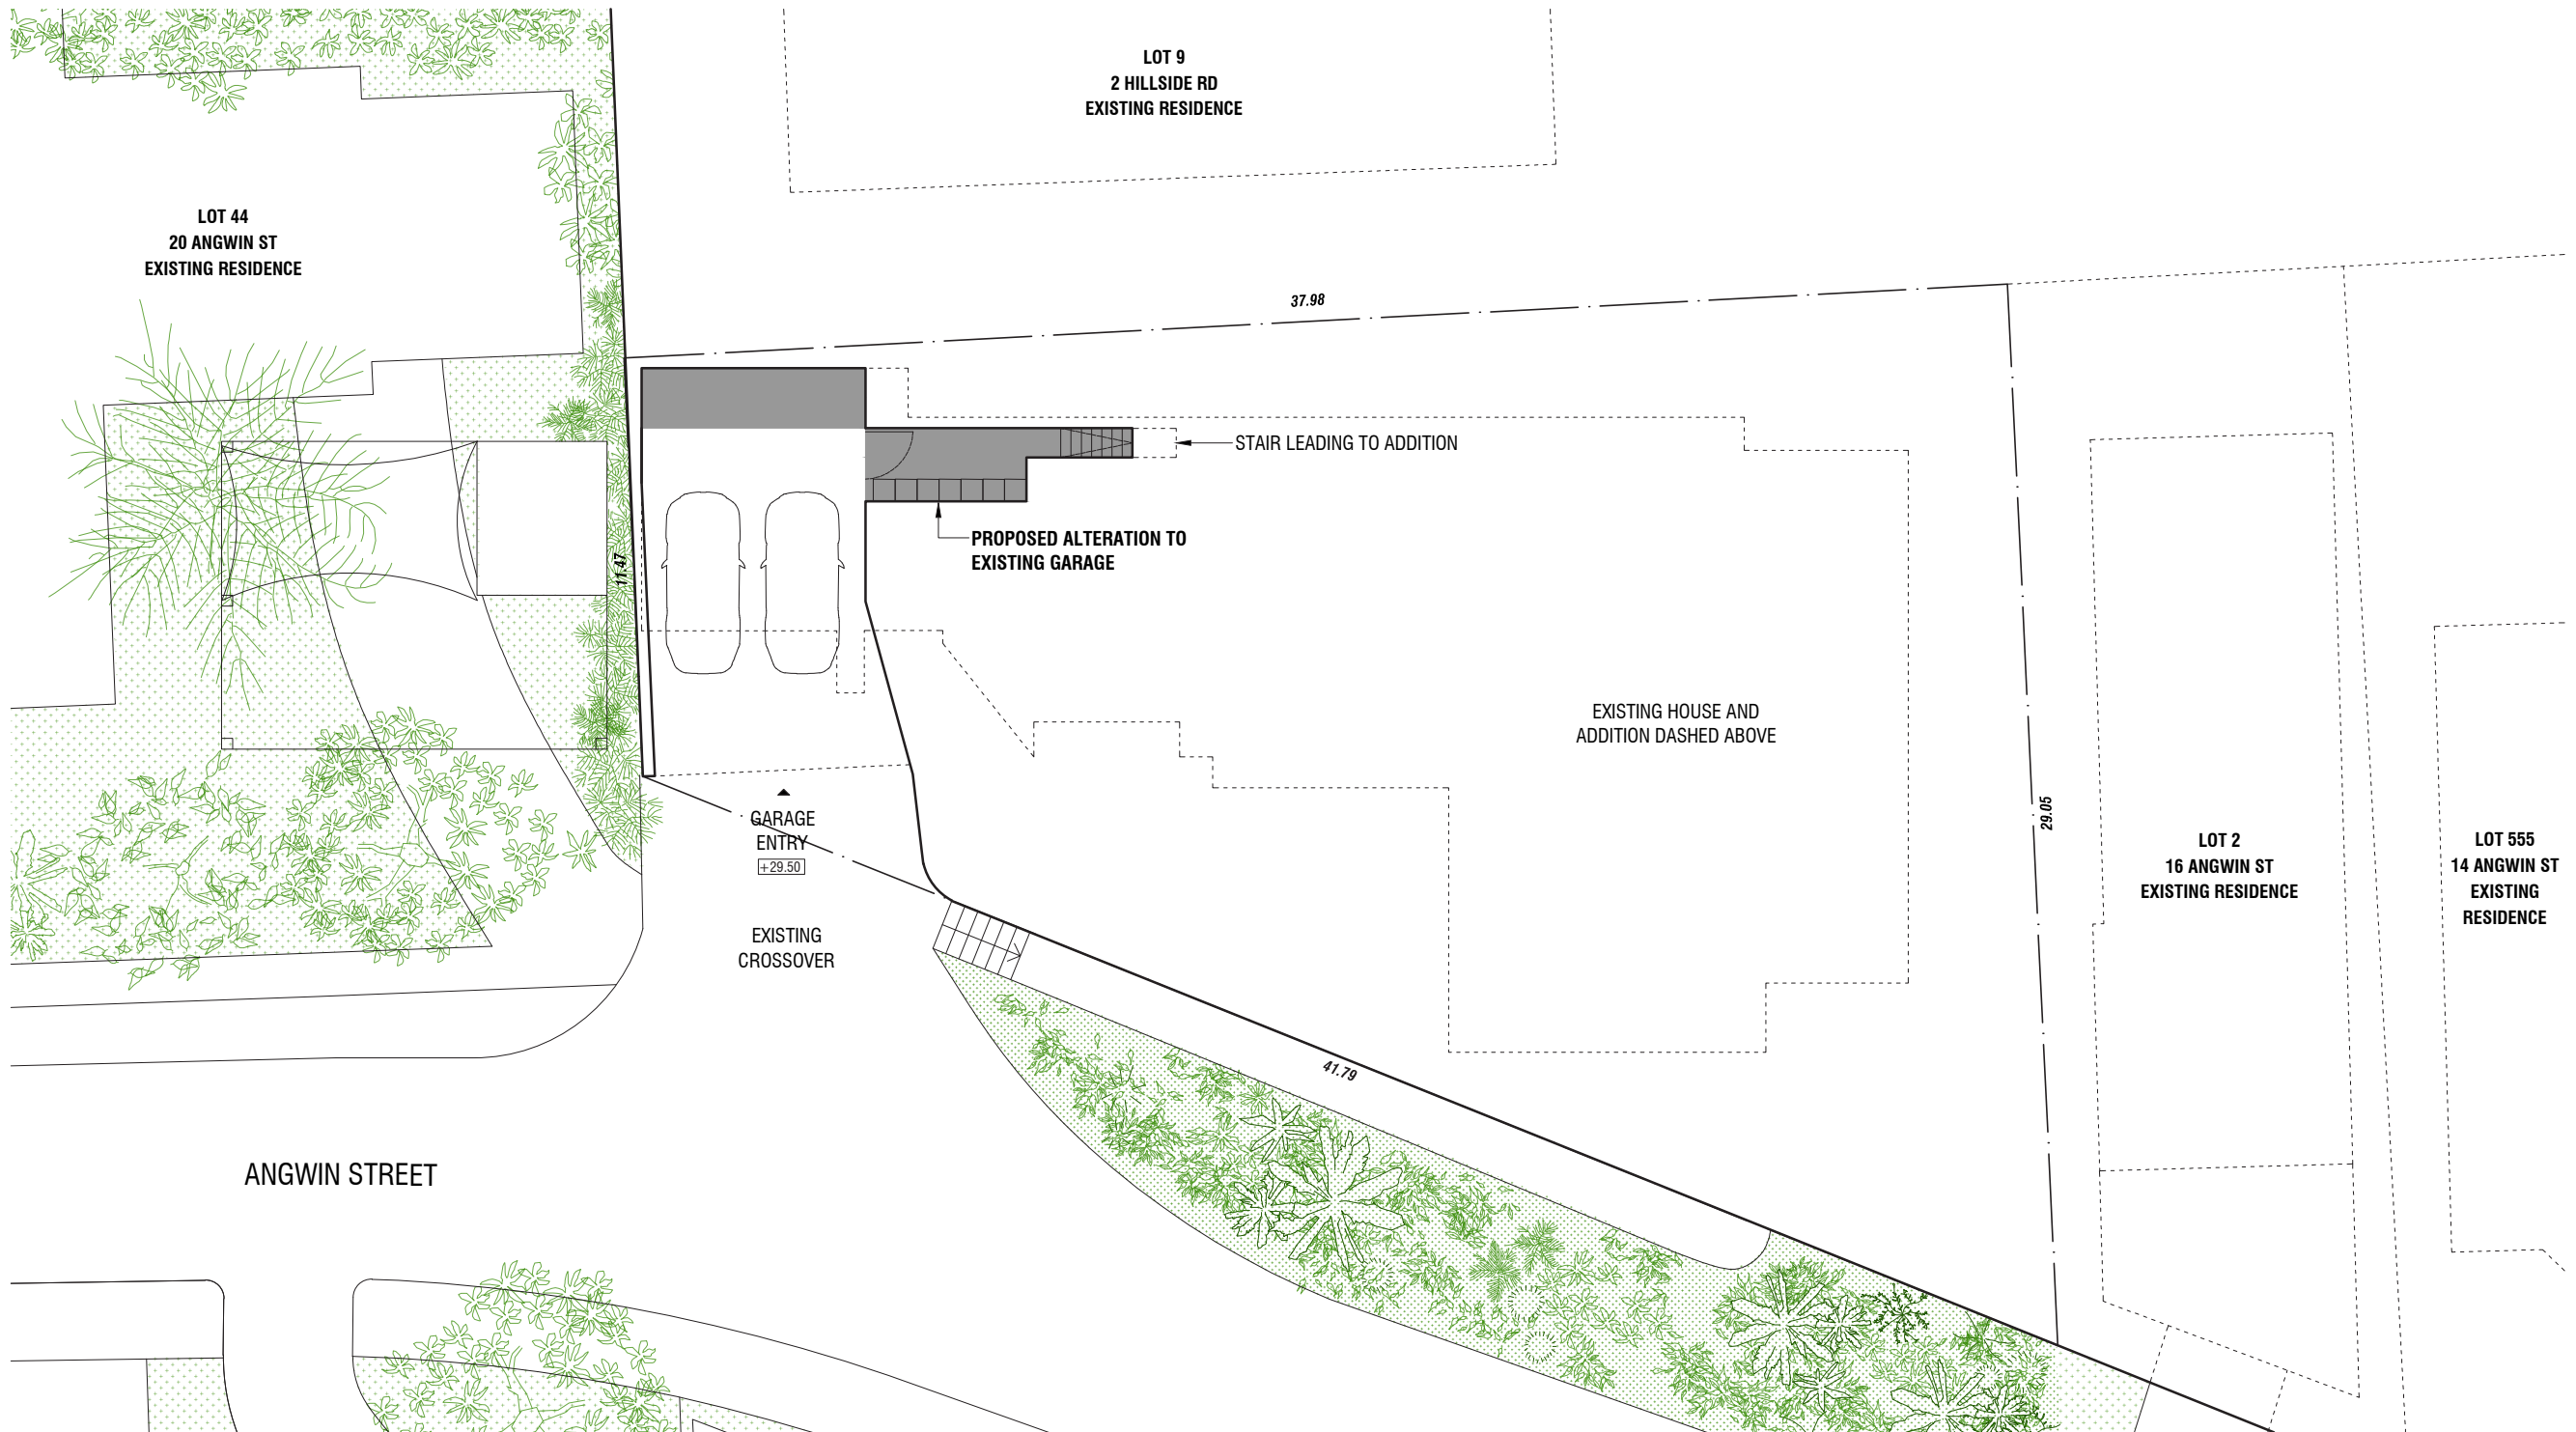 LOT 9
2 HILLSIDE RD
EXISTING RESIDENCE
LOT 44
20 ANGWIN ST
EXISTING RESIDENCE
37.98
STAIR LEADING TO ADDITION
PROPOSED ALTERATION TO
EXISTING GARAGE
11.47
EXISTING HOUSE AND
ADDITION DASHED ABOVE
29.05
LOT 2
16 ANGWIN ST
EXISTING RESIDENCE
LOT 555
14 ANGWIN ST
EXISTING
RESIDENCE
GARAGE
ENTRY
+29.50
EXISTING
CROSSOVER
41.79
ANGWIN STREET